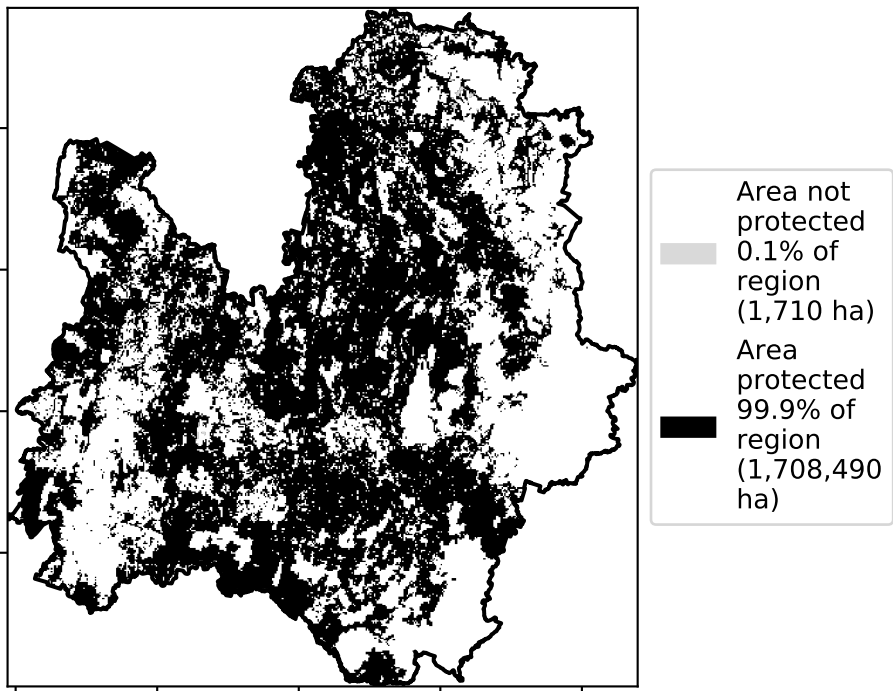 Area not
protected
0.1% of
region
(1,710 ha)
Area
protected
99.9% of
region
(1,708,490
ha)